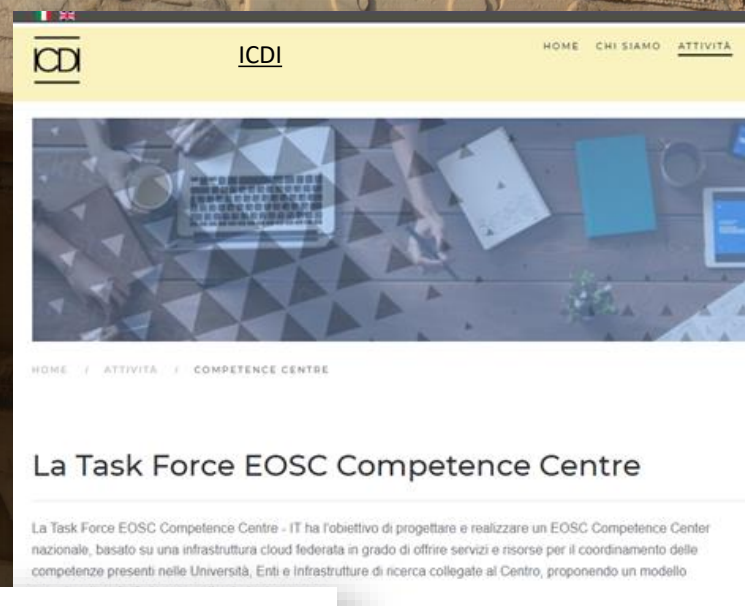 ICDI
ICDI
HOME CHI SIAMO ATTIVITÀ
HOME / ATTIVITÀ / COMPETENCE CENTRE
La Task Force EOSC Competence Centre
La Task Force EOSC Competence Centre - IT ha l'obiettivo di progettare e realizzare un EOSC Competence Center
nazionale, basato su una infrastruttura cloud federata in grado di offrire servizi e risorse per il coordinamento delle
competenze presenti nelle Università, Enti e Infrastrutture di ricerca collegate al Centro, proponendo un modello